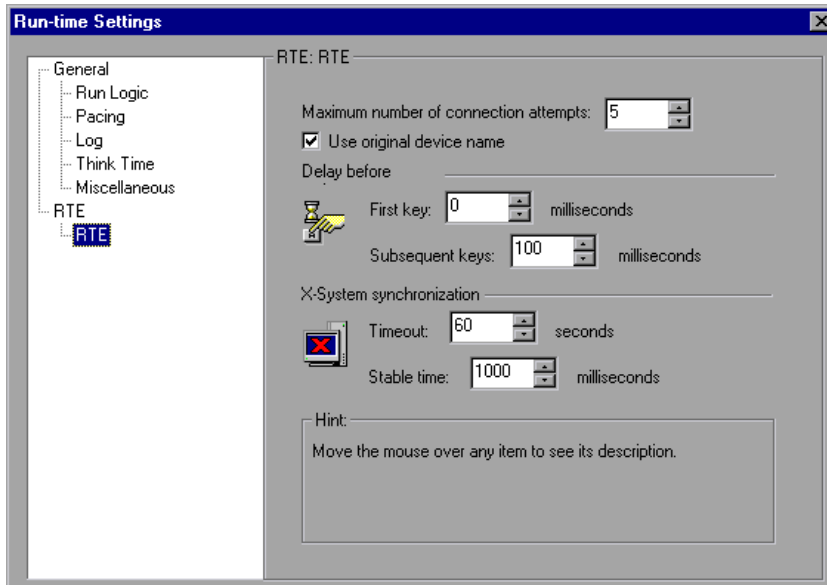 Run-time Settings
General
Run Logic
Pacing
Log
Think Time
Miscellaneous
RTE
RTE
RTE: RTE
Maximum number of connection attempts: 5
Use original device name
Delay before
First key: 0 milliseconds
Subsequent keys: 100 milliseconds
X-System synchronization
Timeout: 60 seconds
Stable time: 1000 milliseconds
Hint:
Move the mouse over any item to see its description.